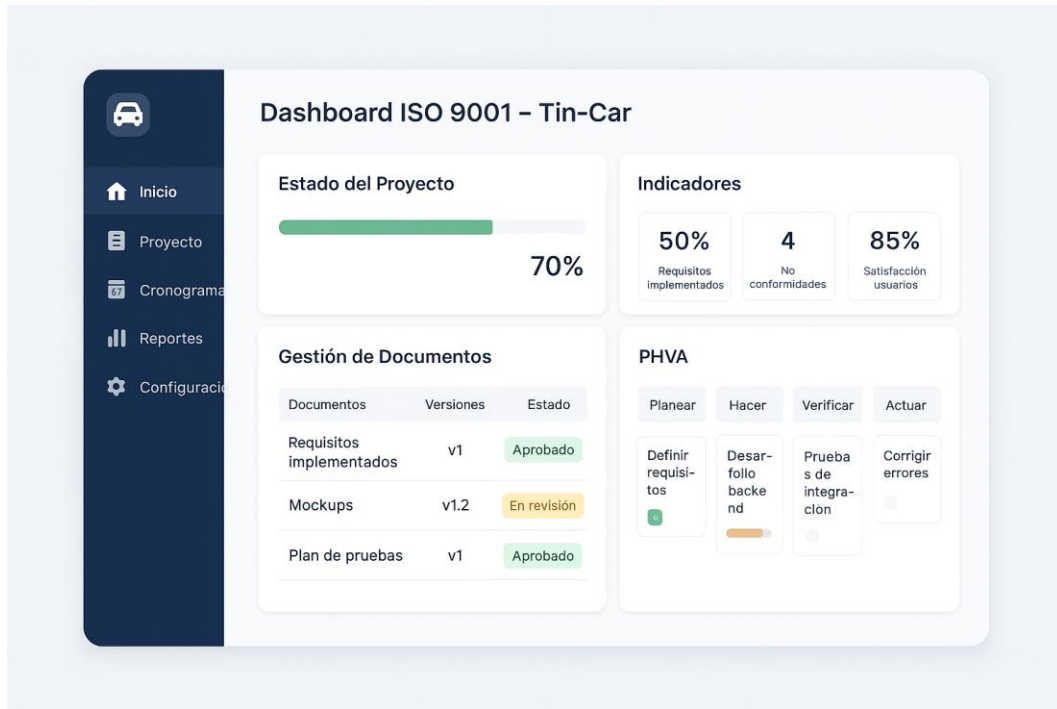 Dashboard ISO 9001 – Tin-Car
Inicio
Proyecto
67
Cronograma
Reportes
Configuració
Estado del Proyecto
70%
Indicadores
50%
Requisitos
implementados
4
No
conformidades
85%
Satisfacción
usuarios
Gestión de Documentos
Documentos Versiones Estado
Requisitos
implementados
v1
Aprobado
Mockups v1.2 En revisión
Plan de pruebas v1 Aprobado
PHVA
Planear Hacer Verificar Actuar
Definir
requisi-
tos
Desar-
follo
backe
nd
Prueba
s de
integra-
clon
Corrigir
errores